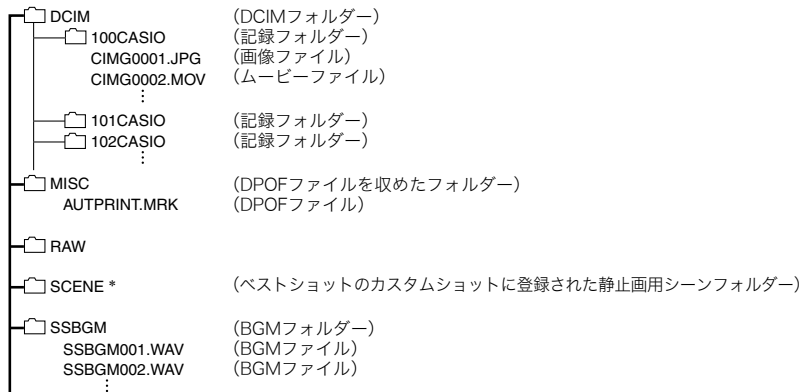 DCIM （DCIMフォルダー）
100CASIO （記録フォルダー）
CIMG0001.JPG （画像ファイル）
CIMG0002.MOV （ムービーファイル）
101CASIO （記録フォルダー）
102CASIO （記録フォルダー）
MISC （DPOFファイルを収めたフォルダー）
AUTPRINT.MRK （DPOFファイル）
RAW
SCENE * （ベストショットのカスタムショットに登録された静止画用シーンフォルダー）
SSBGM （BGMフォルダー）
SSBGM001.WAV （BGMファイル）
SSBGM002.WAV （BGMファイル）